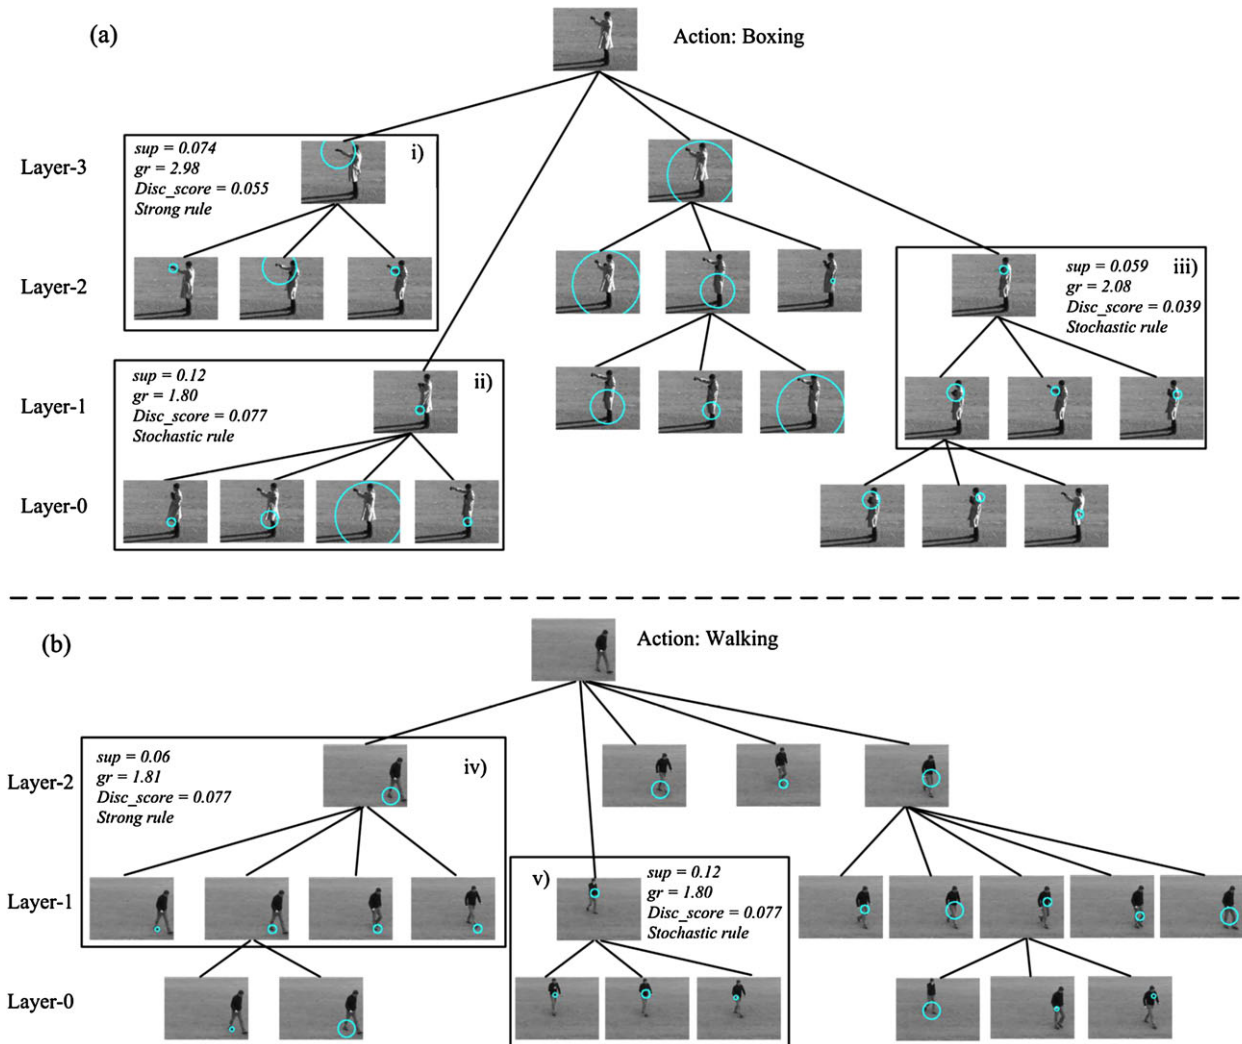 (a)
Action: Boxing
Layer-3
sup = 0.074
gr = 2.98
Disc_score = 0.055
Strong rule
i)
Layer-2
sup = 0.059
gr = 2.08
Disc_score = 0.039
Stochastic rule
iii)
Layer-1
sup = 0.12
gr = 1.80
Disc_score = 0.077
Stochastic rule
ii)
Layer-0
(b)
Action: Walking
Layer-2
sup = 0.06
gr = 1.81
Disc_score = 0.077
Strong rule
iv)
Layer-1
v)
sup = 0.12
gr = 1.80
Disc_score = 0.077
Stochastic rule
Layer-0